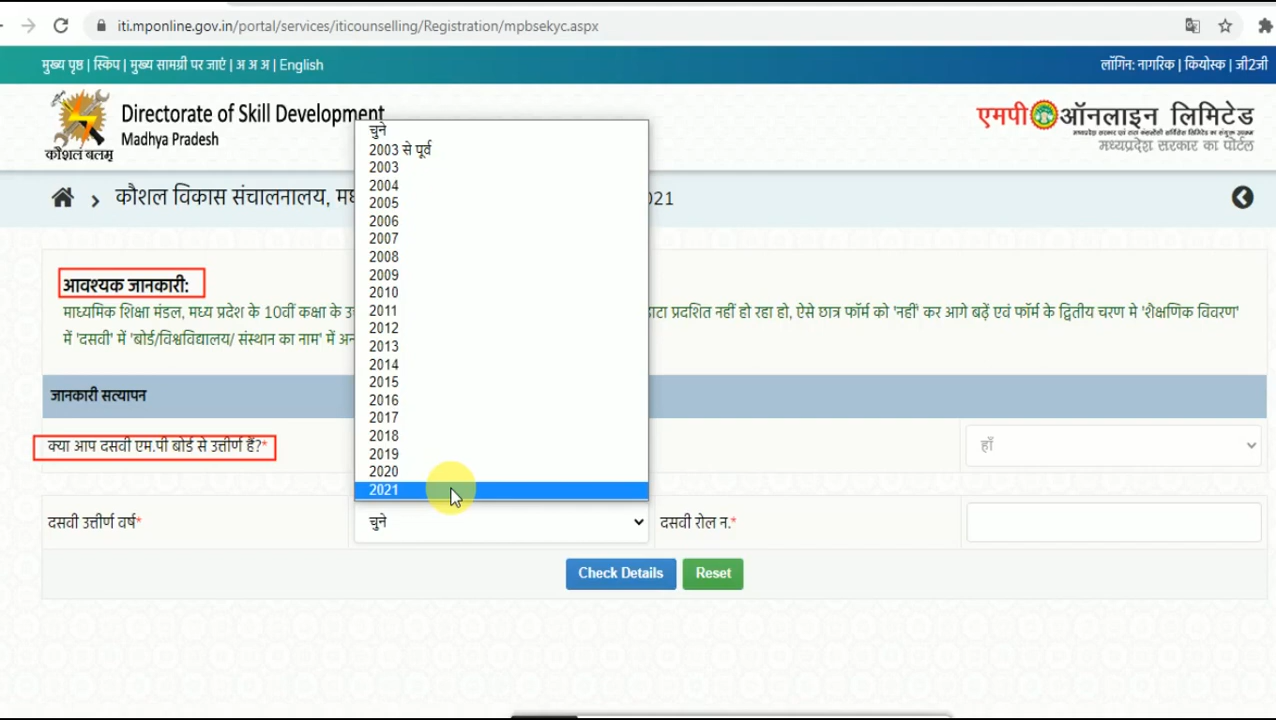 iti.mponline.gov.in/portal/services/iticounselling/Registration/mpbsekyc.aspx
मुख्य पृष्ठ | स्किप | मुख्य सामग्री पर जाएं | अ अ अ | English
लॉगिन: नागरिक | कियोस्क | जी2जी
Directorate of Skill Development
Madhya Pradesh
कौशलं बलम्
एमपी ऑनलाइन लिमिटेड
मध्यप्रदेश सरकार का पोर्टल
कौशल विकास संचालनालय, मध
021
आवश्यक जानकारी:
माध्यमिक शिक्षा मंडल, मध्य प्रदेश के 10वीं कक्षा के उ
डाटा प्रदशित नहीं हो रहा हो, ऐसे छात्र फॉर्म को 'नहीं' कर आगे बढ़ें एवं फॉर्म के द्वितीय चरण मे 'शैक्षणिक विवरण'
में 'दसवी' में 'बोर्ड/विश्वविद्यालय/ संस्थान का नाम' में अन
जानकारी सत्यापन
क्या आप दसवी एम.पी बोर्ड से उत्तीर्ण हैं?*
हाँ
चुने
2003 से पूर्व
2003
2004
2005
2006
2007
2008
2009
2010
2011
2012
2013
2014
2015
2016
2017
2018
2019
2020
2021
दसवी उत्तीर्ण वर्ष*
चुने
दसवी रोल न.*
Check Details
Reset